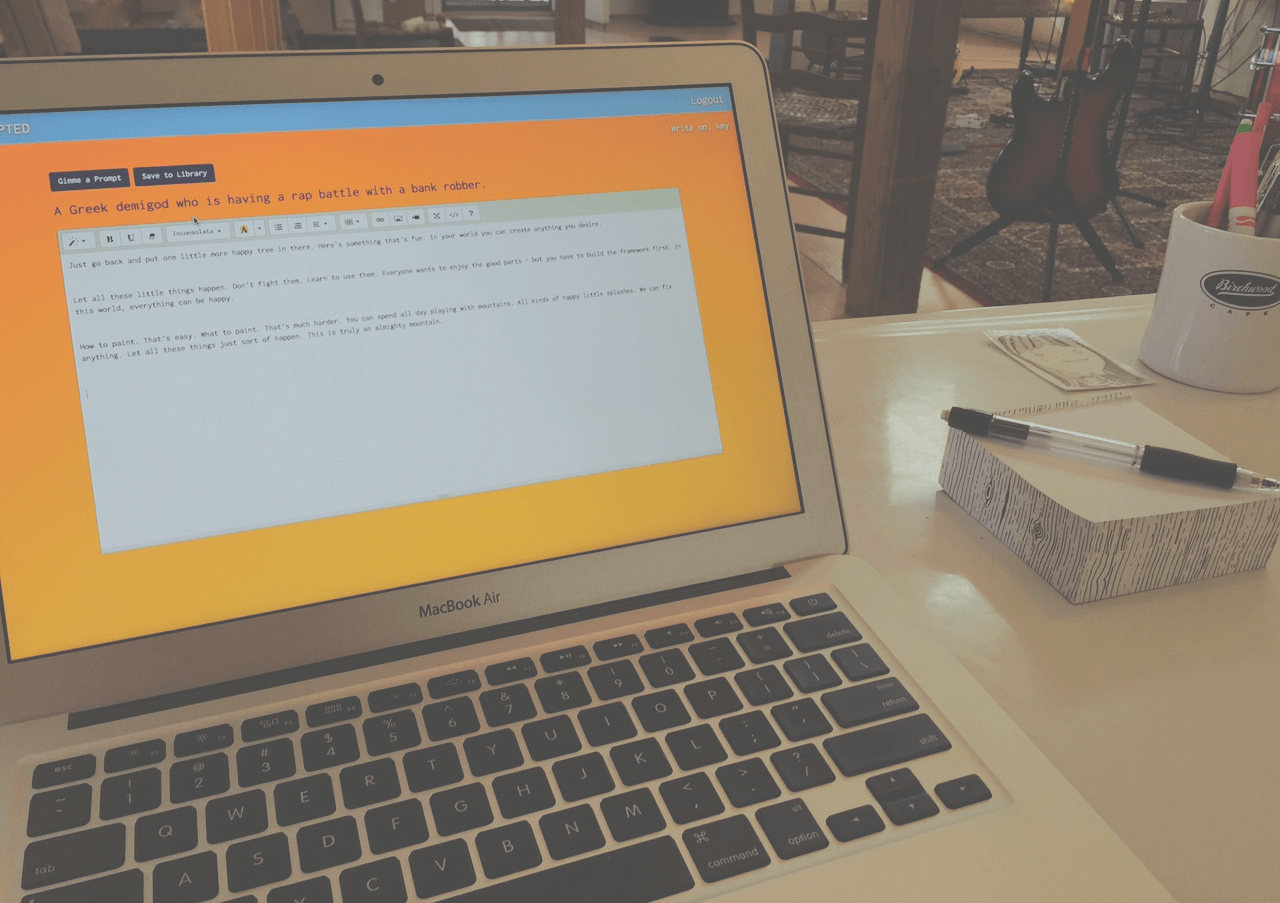 PTED
Logout
Write on, Amy
Gimme a Prompt
Save to Library
A Greek demigod who is having a rap battle with a bank robber.
B U Inconsolata A </> ?
Just go back and put one little more happy tree in there. Here's something that's fun. In your world you can create anything you desire.
Let all these little things happen. Don't fight them. Learn to use them. Everyone wants to enjoy the good parts - but you have to build the framework first. In
this world, everything can be happy.
How to paint. That's easy. What to paint. That's much harder. You can spend all day playing with mountains. All kinds of happy little splashes. We can fix
anything. Let all these things just sort of happen. This is truly an almighty mountain.
Birchwood
CAFE
MacBook Air
esc
~ ! 1 @ 2 # 3 $ 4 % 5 ^ 6 & 7 * 8 ( 9 ) 0 - + = delete
tab Q W E R T Y U I O P { [ } ] | \
A S D F G H J K L : ; " , enter return
C V B N M < , > . ? / shift
command alt option